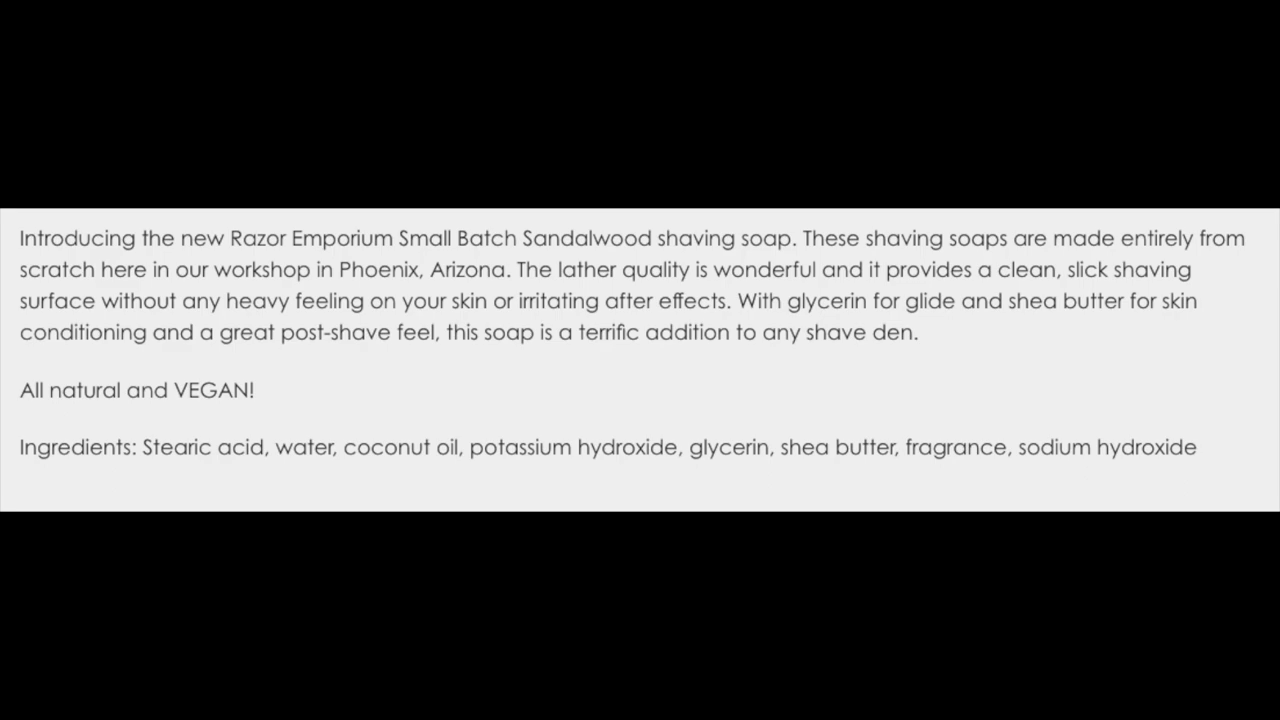 Introducing the new Razor Emporium Small Batch Sandalwood shaving soap. These shaving soaps are made entirely from
scratch here in our workshop in Phoenix, Arizona. The lather quality is wonderful and it provides a clean, slick shaving
surface without any heavy feeling on your skin or irritating after effects. With glycerin for glide and shea butter for skin
conditioning and a great post-shave feel, this soap is a terrific addition to any shave den.
All natural and VEGAN!
Ingredients: Stearic acid, water, coconut oil, potassium hydroxide, glycerin, shea butter, fragrance, sodium hydroxide